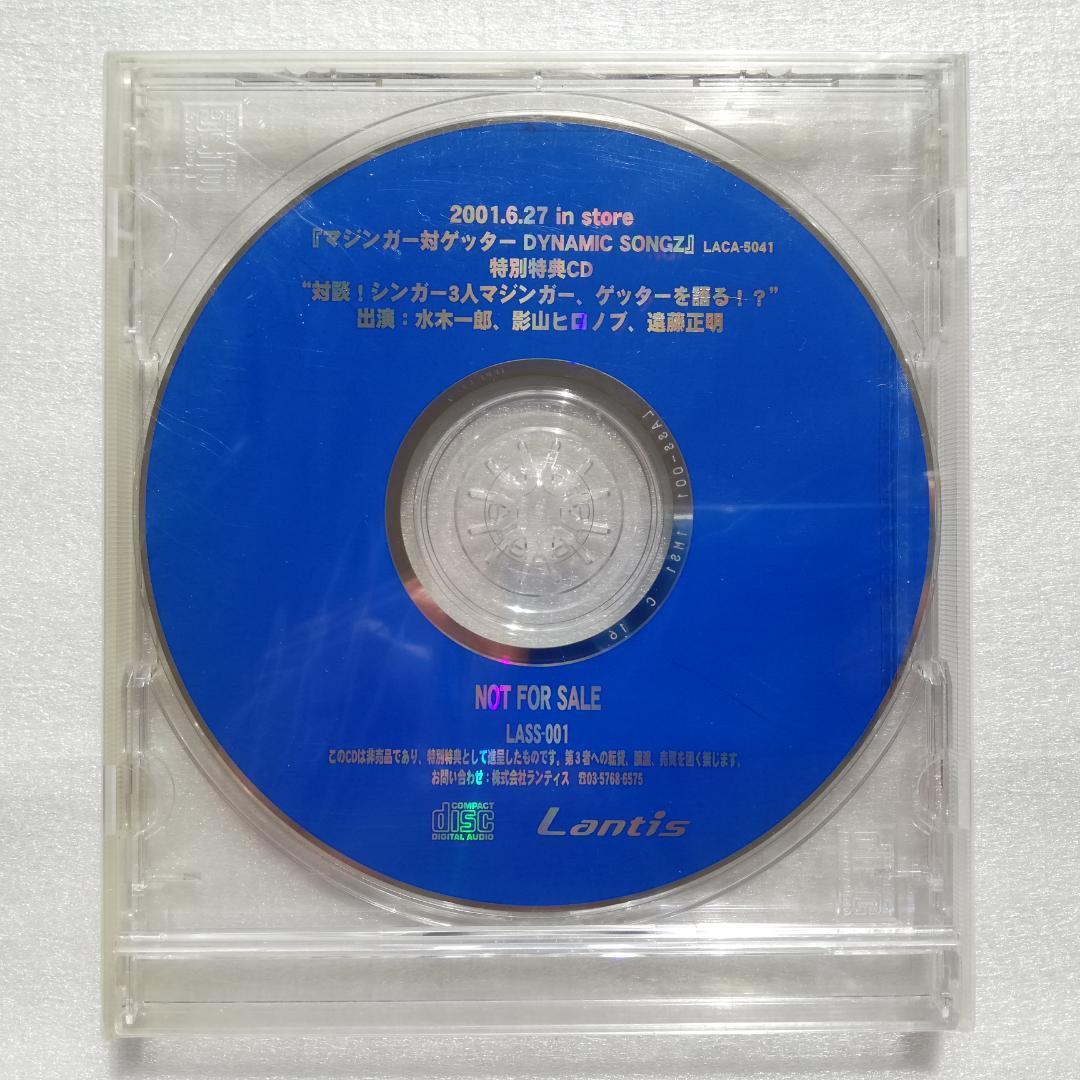 2001.6.27 in store
『マジンガー対ゲッター DYNAMIC SONGZ』 LACA-5041
特別特典CD
“対談！シンガー3人マジンガー、ゲッターを語る！？”
出演：水木一郎、影山ヒロノブ、遠藤正明
LASS-001 1MS1 C 16
NOT FOR SALE
LASS-001
このCDは非売品であり、特別特典として進呈したものです。第3者への転貸、譲渡、売買を固く禁じます。
お問い合わせ：株式会社ランティス ☎03-5768-6575
COMPACT
disc
DIGITAL AUDIO
Lantis